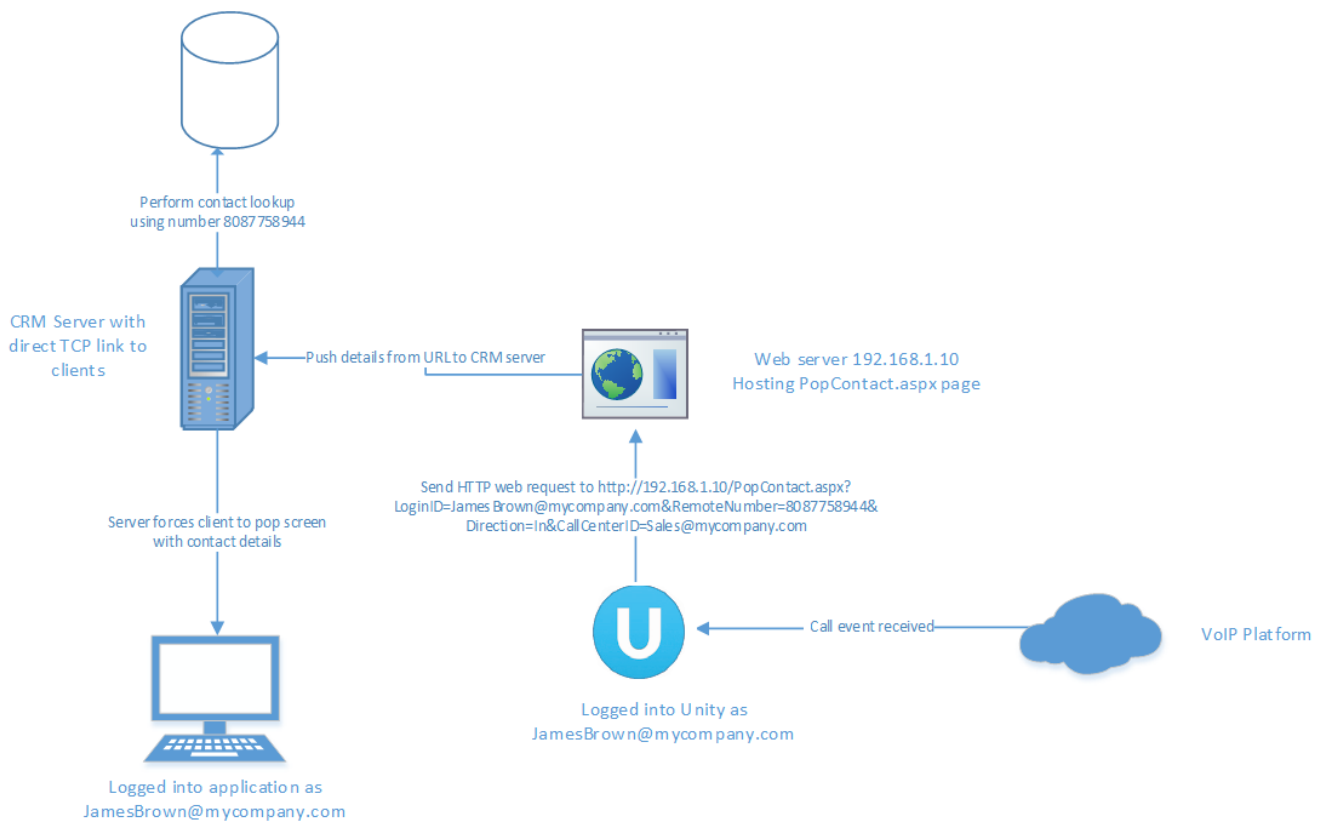 Perform contact lookup
using number 8087758944
CRM Server with
direct TCP link to
clients
Push details from URL to CRM server
Web server 192.168.1.10
Hosting PopContact.aspx page
Send HTTP web request to http://192.168.1.10/PopContact.aspx?
LoginID=JamesBrown@mycompany.com&RemoteNumber=8087758944&
Direction=In&CallCenterID=Sales@mycompany.com
Server forces client to pop screen
with contact details
U
Call event received
VoIP Platform
Logged into Unity as
JamesBrown@mycompany.com
Logged into application as
JamesBrown@mycompany.com